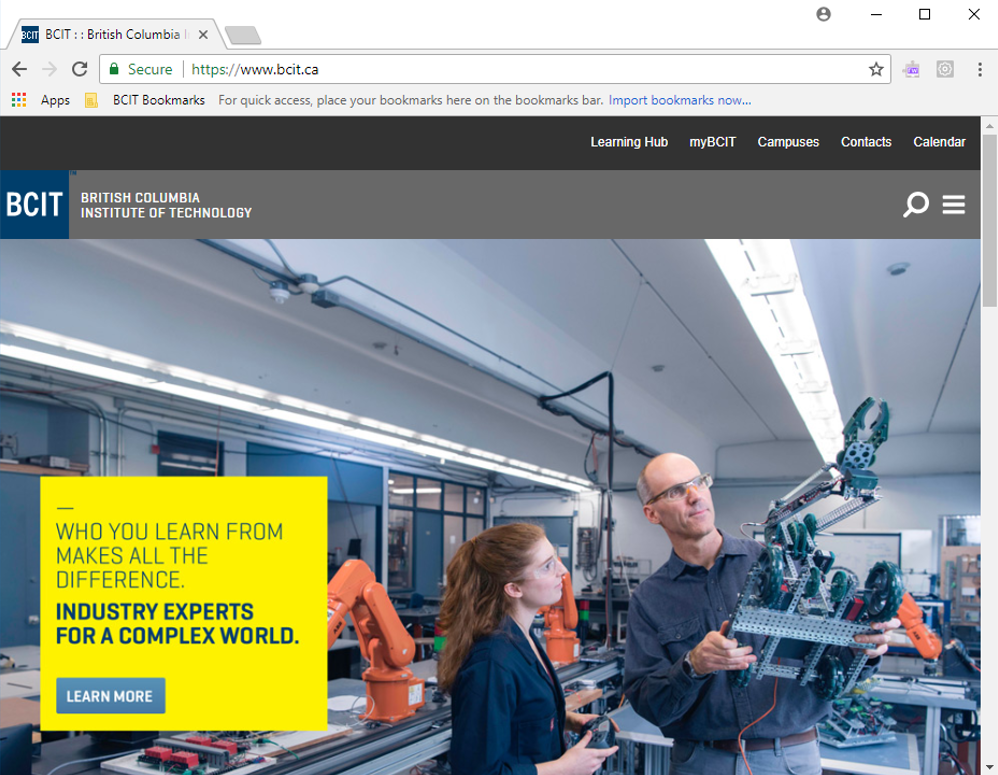 BCIT : : British Columbia
Secure
https://www.bcit.ca
Apps
BCIT Bookmarks
For quick access, place your bookmarks here on the bookmarks bar. Import bookmarks now...
Learning Hub
myBCIT
Campuses
Contacts
Calendar
BCIT
BRITISH COLUMBIA
INSTITUTE OF TECHNOLOGY
WHO YOU LEARN FROM
MAKES ALL THE
DIFFERENCE.
INDUSTRY EXPERTS
FOR A COMPLEX WORLD.
LEARN MORE